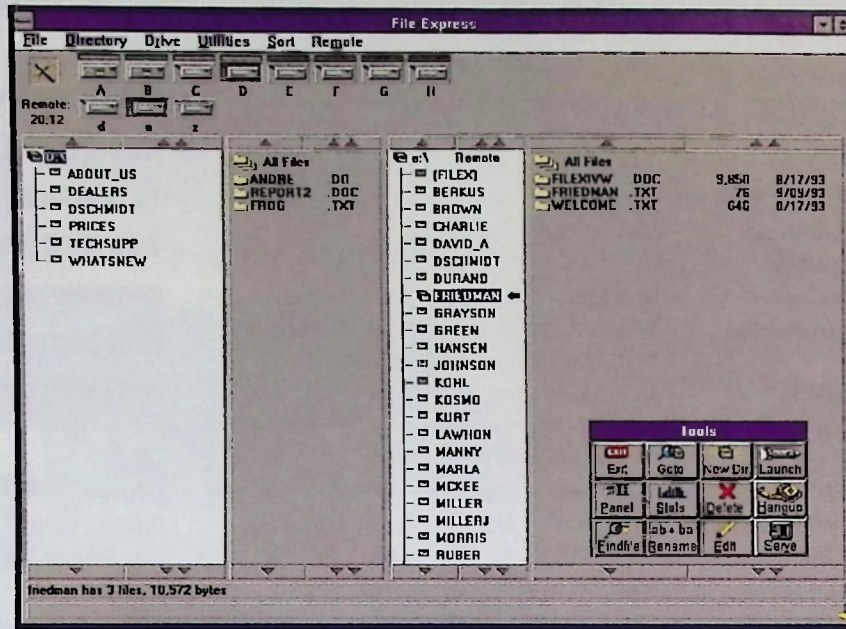 File Express
File Directory Drive Utilities Sort Remote
A B C D E F G H
Remote:
20:12
d e z
D:\
ABOUT_US
DEALERS
DSCHMIDT
PRICES
TECHSUPP
WHATSNEW
All Files
ANDRE .DO
REPORT2 .DOC
FROG .TXT
e:\ Remote
(FILEX)
BERKUS
BROWN
CHARLIE
DAVID_A
DSCHMIDT
DURAND
FRIEDMAN
GRAYSON
GREEN
HANSEN
JOHNSON
KOHL
KOSMO
KURT
LAWHON
MANNY
MARLA
MCKEE
MILLER
MILLERJ
MORRIS
RUBER
All Files
FILEXIVW .DOC 9,850 8/17/93
FRIEDMAN .TXT 76 9/09/93
WELCOME .TXT 646 8/17/93
Tools
EXIT
Exit Goto New Dir Launch
Panel Stats Delete Hangup
ab→ba
Findfile Rename Edit Serve
friedman has 3 files, 10,572 bytes